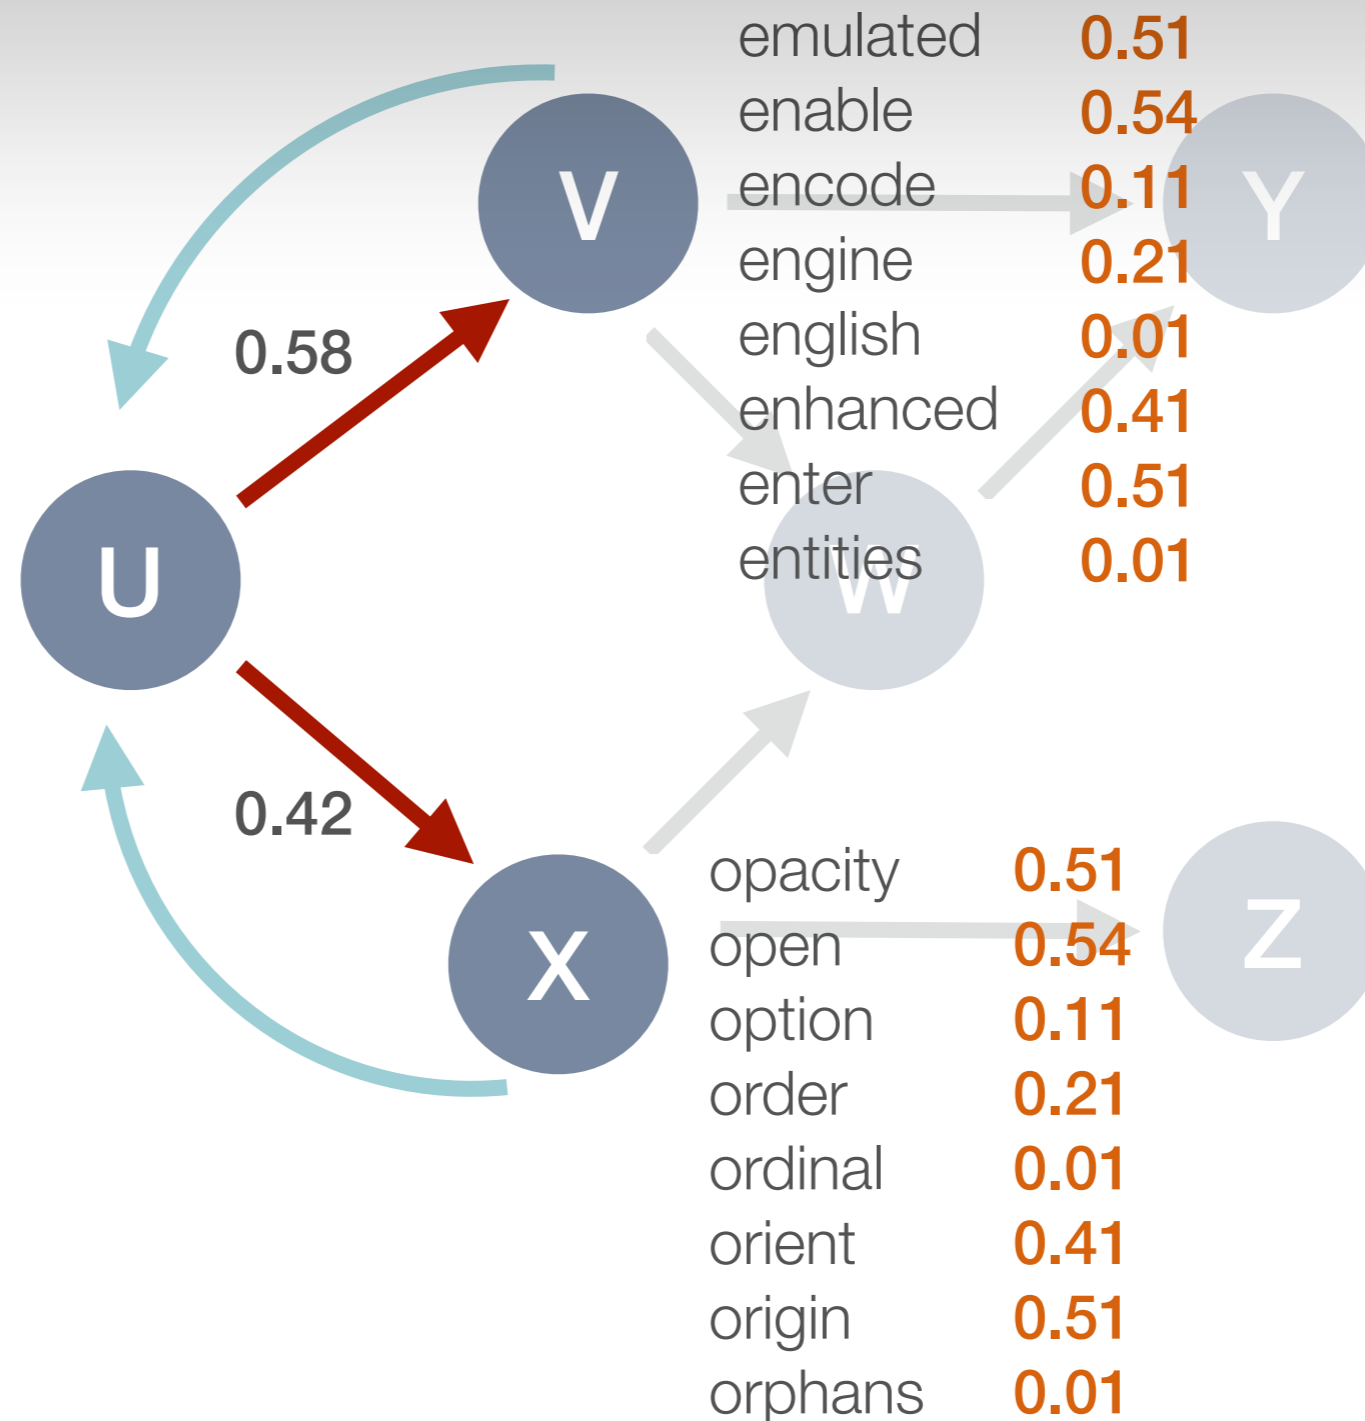 emulated 0.51
enable 0.54
V
encode 0.11
Y
engine 0.21
english 0.01
0.58
enhanced 0.41
enter 0.51
U
entities 0.01
W
0.42
opacity 0.51
open 0.54
X
Z
option 0.11
order 0.21
ordinal 0.01
orient 0.41
origin 0.51
orphans 0.01